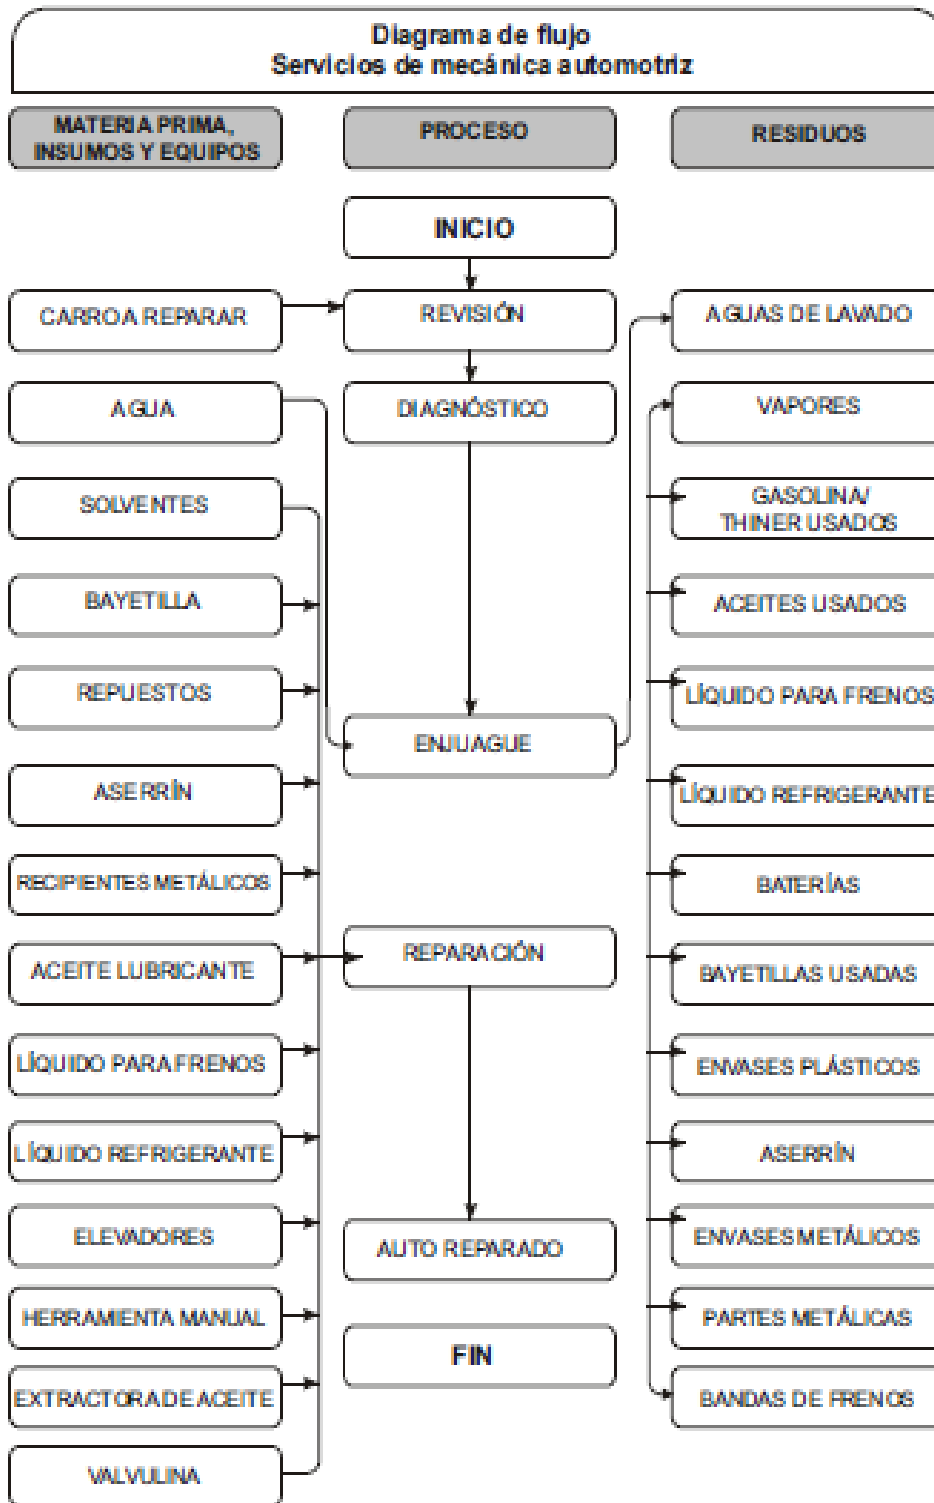 Diagrama de flujo
Servicios de mecánica automotriz
MATERIA PRIMA,
INSUMOS Y EQUIPOS
PROCESO
RESIDUOS
INICIO
CARRO A REPARAR
REVISIÓN
AGUAS DE LAVADO
AGUA
DIAGNÓSTICO
VAPORES
SOLVENTES
GASOLINA/
THINER USADOS
BAYETILLA
ACEITES USADOS
REPUESTOS
LÍQUIDO PARA FRENOS
ENJUAGUE
ASERRÍN
LÍQUIDO REFRIGERANTE
RECIPIENTES METÁLICOS
BATERÍAS
ACEITE LUBRICANTE
REPARACIÓN
BAYETILLAS USADAS
LÍQUIDO PARA FRENOS
ENVASES PLÁSTICOS
LÍQUIDO REFRIGERANTE
ASERRÍN
ELEVADORES
AUTO REPARADO
ENVASES METÁLICOS
HERRAMIENTA MANUAL
PARTES METÁLICAS
FIN
EXTRACTORA DE ACEITE
BANDAS DE FRENOS
VALVULINA